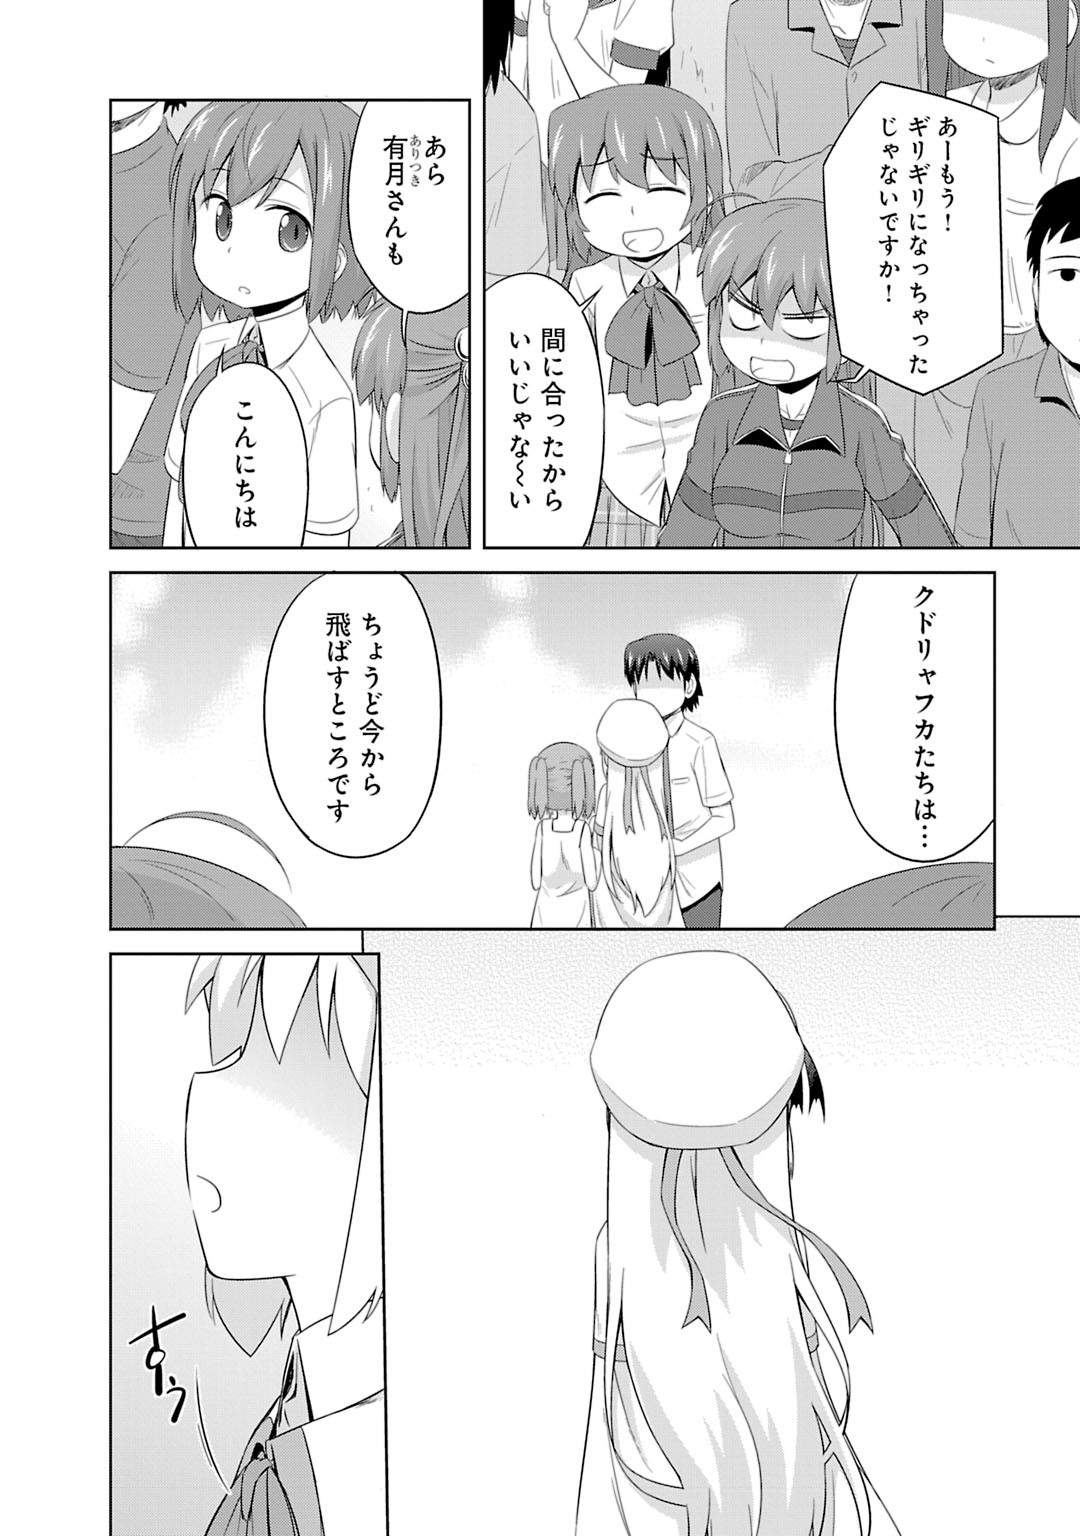 あーもう！
ギリギリになっちゃった
じゃないですか！
間に合ったから
いいじゃな〜い
あら
有月さんも
ありつき
こんにちは
クドリャフカたちは…
ちょうど今から
飛ばすところです
すぅ